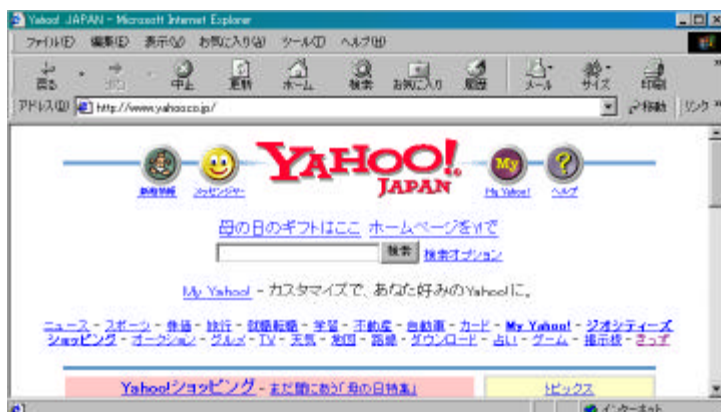 Yahoo! JAPAN - Microsoft Internet Explorer
ファイル(F) 編集(E) 表示(V) お気に入り(A) ツール(T) ヘルプ(H)
戻る 中止 更新 ホーム 検索 お気に入り 履歴 メール サイズ 印刷
アドレス(D) http://www.yahoo.co.jp/ 移動 リンク
YAHOO!
JAPAN
新着情報 メッセンジャー My Yahoo! ヘルプ
母の日のギフトはここ ホームページをy!で
検索 検索オプション
My Yahoo! - カスタマイズで、あなた好みのYahoo!に。
ニュース - スポーツ - 株価 - 旅行 - 就職転職 - 学習 - 不動産 - 自動車 - カード - My Yahoo! - ジオシティーズ
ショッピング - オークション - グルメ - TV - 天気 - 地図 - 路線 - ダウンロード - 占い - ゲーム - 掲示板 - きっず
Yahoo!ショッピング - まだ間にあう「母の日特集」 トピックス
インターネット